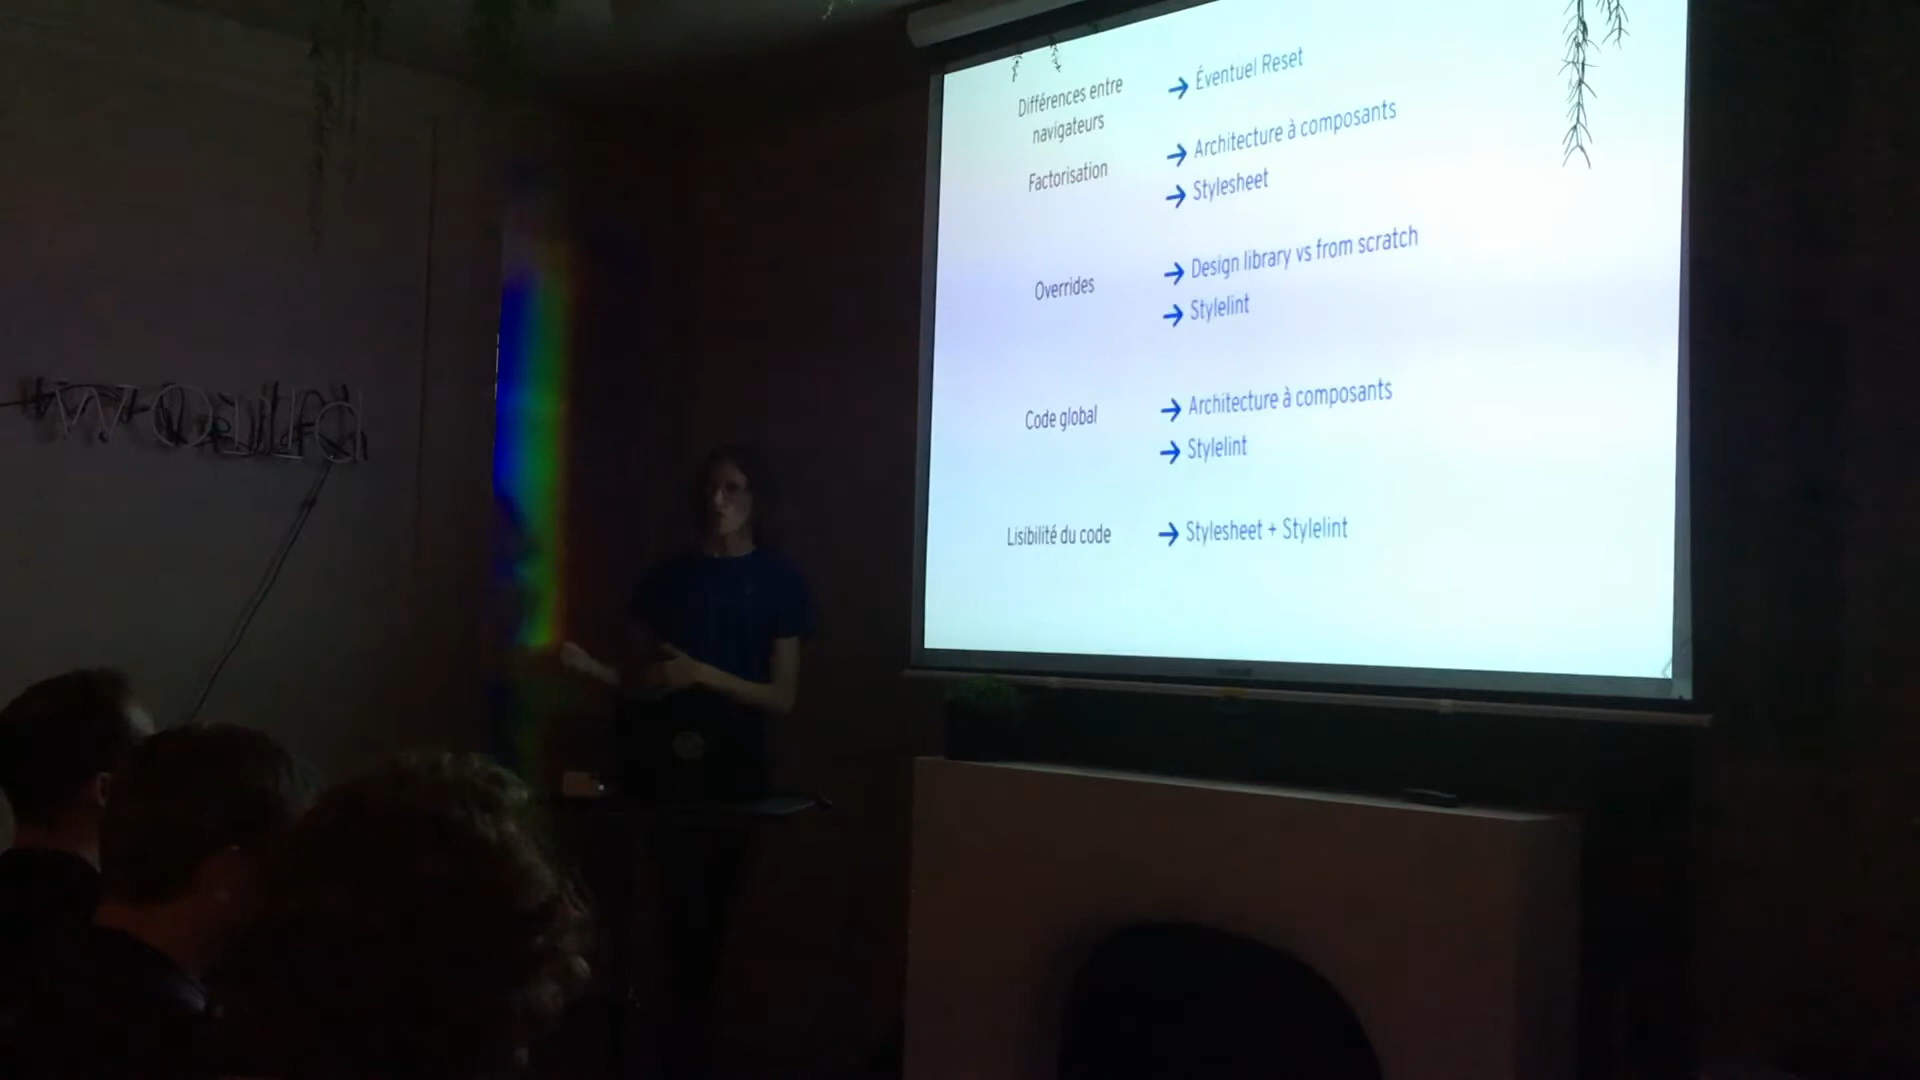 Différences entre
navigateurs
→ Éventuel Reset
Factorisation
→ Architecture à composants
→ Stylesheet
Overrides
→ Design library vs from scratch
→ Stylelint
Code global
→ Architecture à composants
→ Stylelint
Lisibilité du code
→ Stylesheet + Stylelint